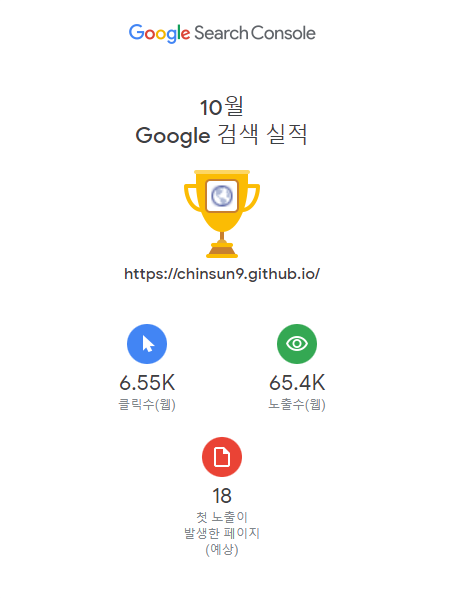 Google Search Console
10월
Google 검색 실적
https://chinsun9.github.io/
6.55K
클릭수(웹)
65.4K
노출수(웹)
18
첫 노출이
발생한 페이지
(예상)